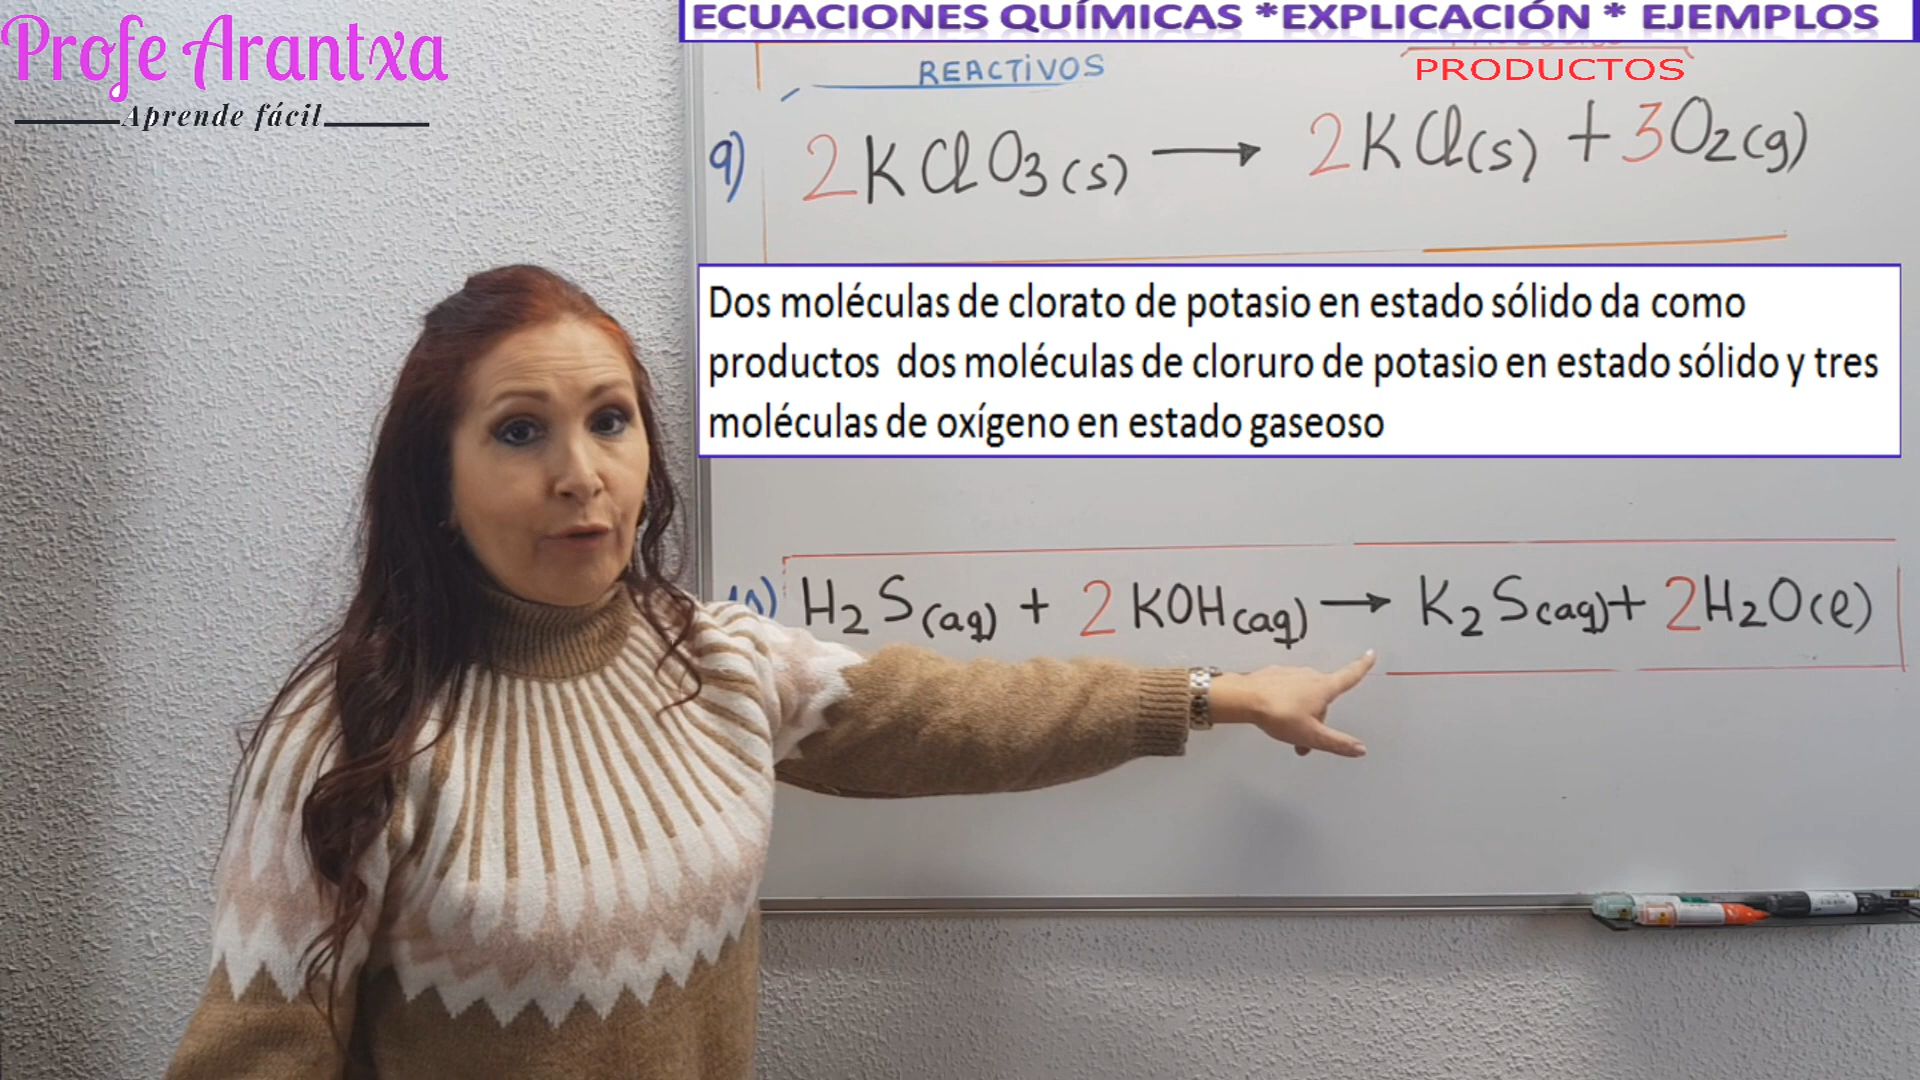 ECUACIONES QUÍMICAS *EXPLICACIÓN * EJEMPLOS
Profe Arantxa
Aprende fácil
REACTIVOS
PRODUCTOS
9) 2KClO3(s) → 2KCl(s) + 3O2(g)
Dos moléculas de clorato de potasio en estado sólido da como
productos dos moléculas de cloruro de potasio en estado sólido y tres
moléculas de oxígeno en estado gaseoso
10) H2S(aq) + 2KOH(aq) → K2S(aq) + 2H2O(l)